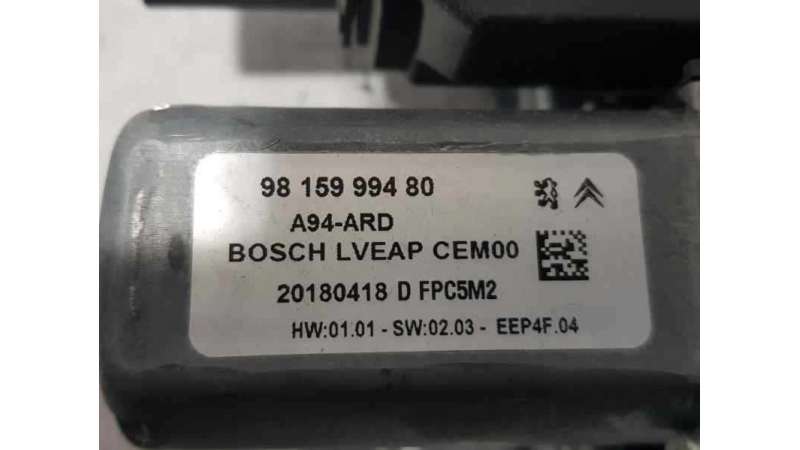 98 159 994 80
A94-ARD
BOSCH LVEAP CEM00
20180418 D FPC5M2
HW:01.01 - SW:02.03 - EEP4F.04